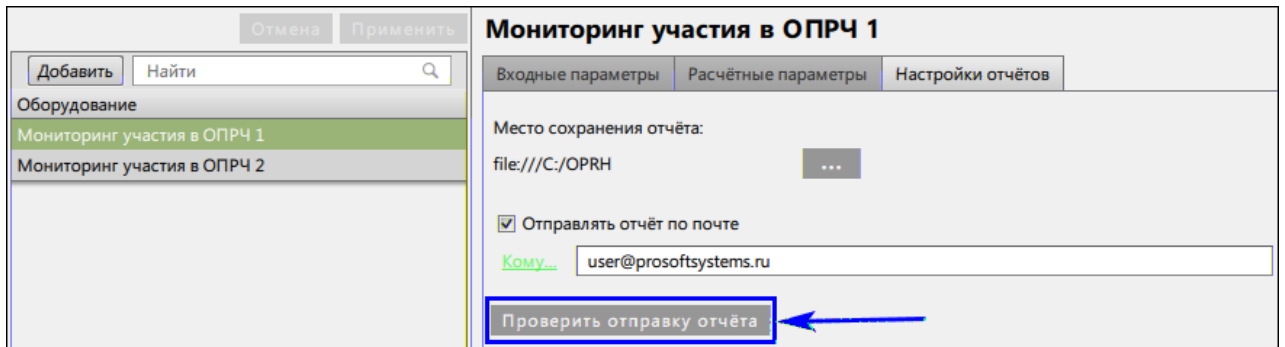 Отмена Применить
Добавить Найти
Оборудование
Мониторинг участия в ОПРЧ 1
Мониторинг участия в ОПРЧ 2
Мониторинг участия в ОПРЧ 1
Входные параметры Расчётные параметры Настройки отчётов
Место сохранения отчёта:
file:///C:/OPRH ...
Отправлять отчёт по почте
Кому... user@prosoftsystems.ru
Проверить отправку отчёта